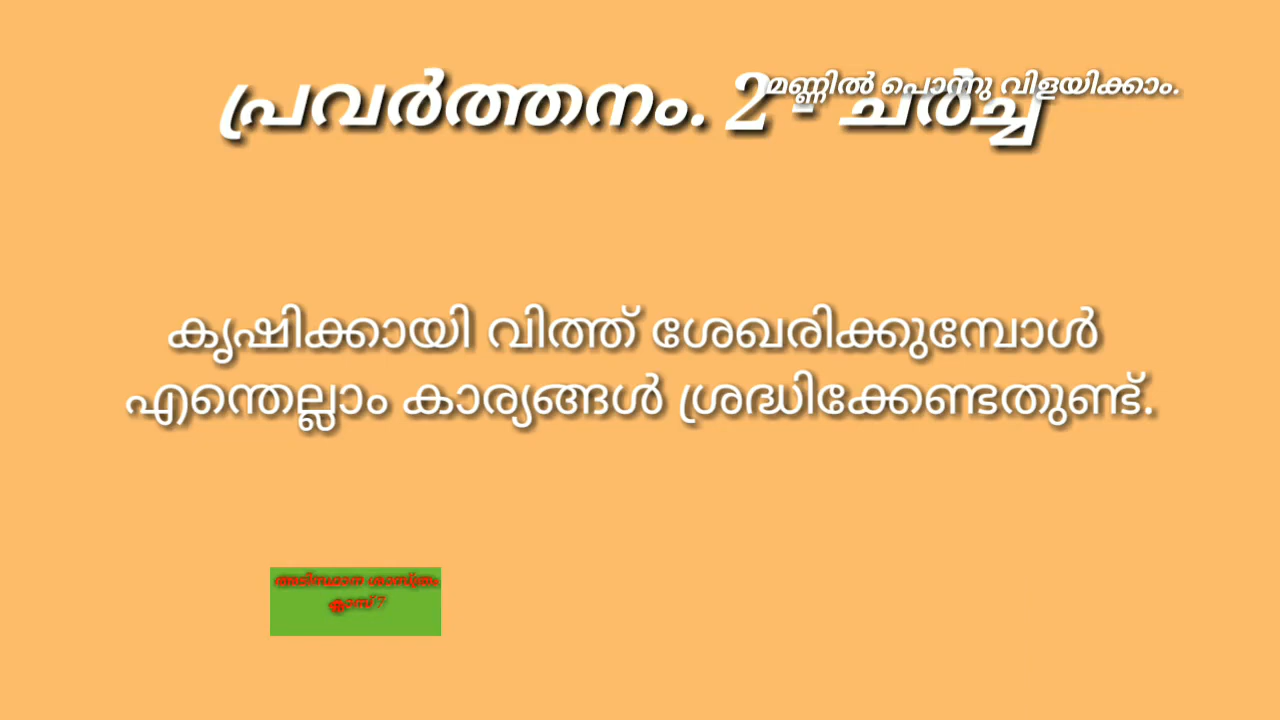 പ്രവർത്തനം. 2 - ചർച്ച
മണ്ണിൽ പൊന്നു വിളയിക്കാം.
കൃഷിക്കായി വിത്ത് ശേഖരിക്കുമ്പോൾ
എന്തെല്ലാം കാര്യങ്ങൾ ശ്രദ്ധിക്കേണ്ടതുണ്ട്.
അടിസ്ഥാന ശാസ്ത്രം
ക്ലാസ് 7